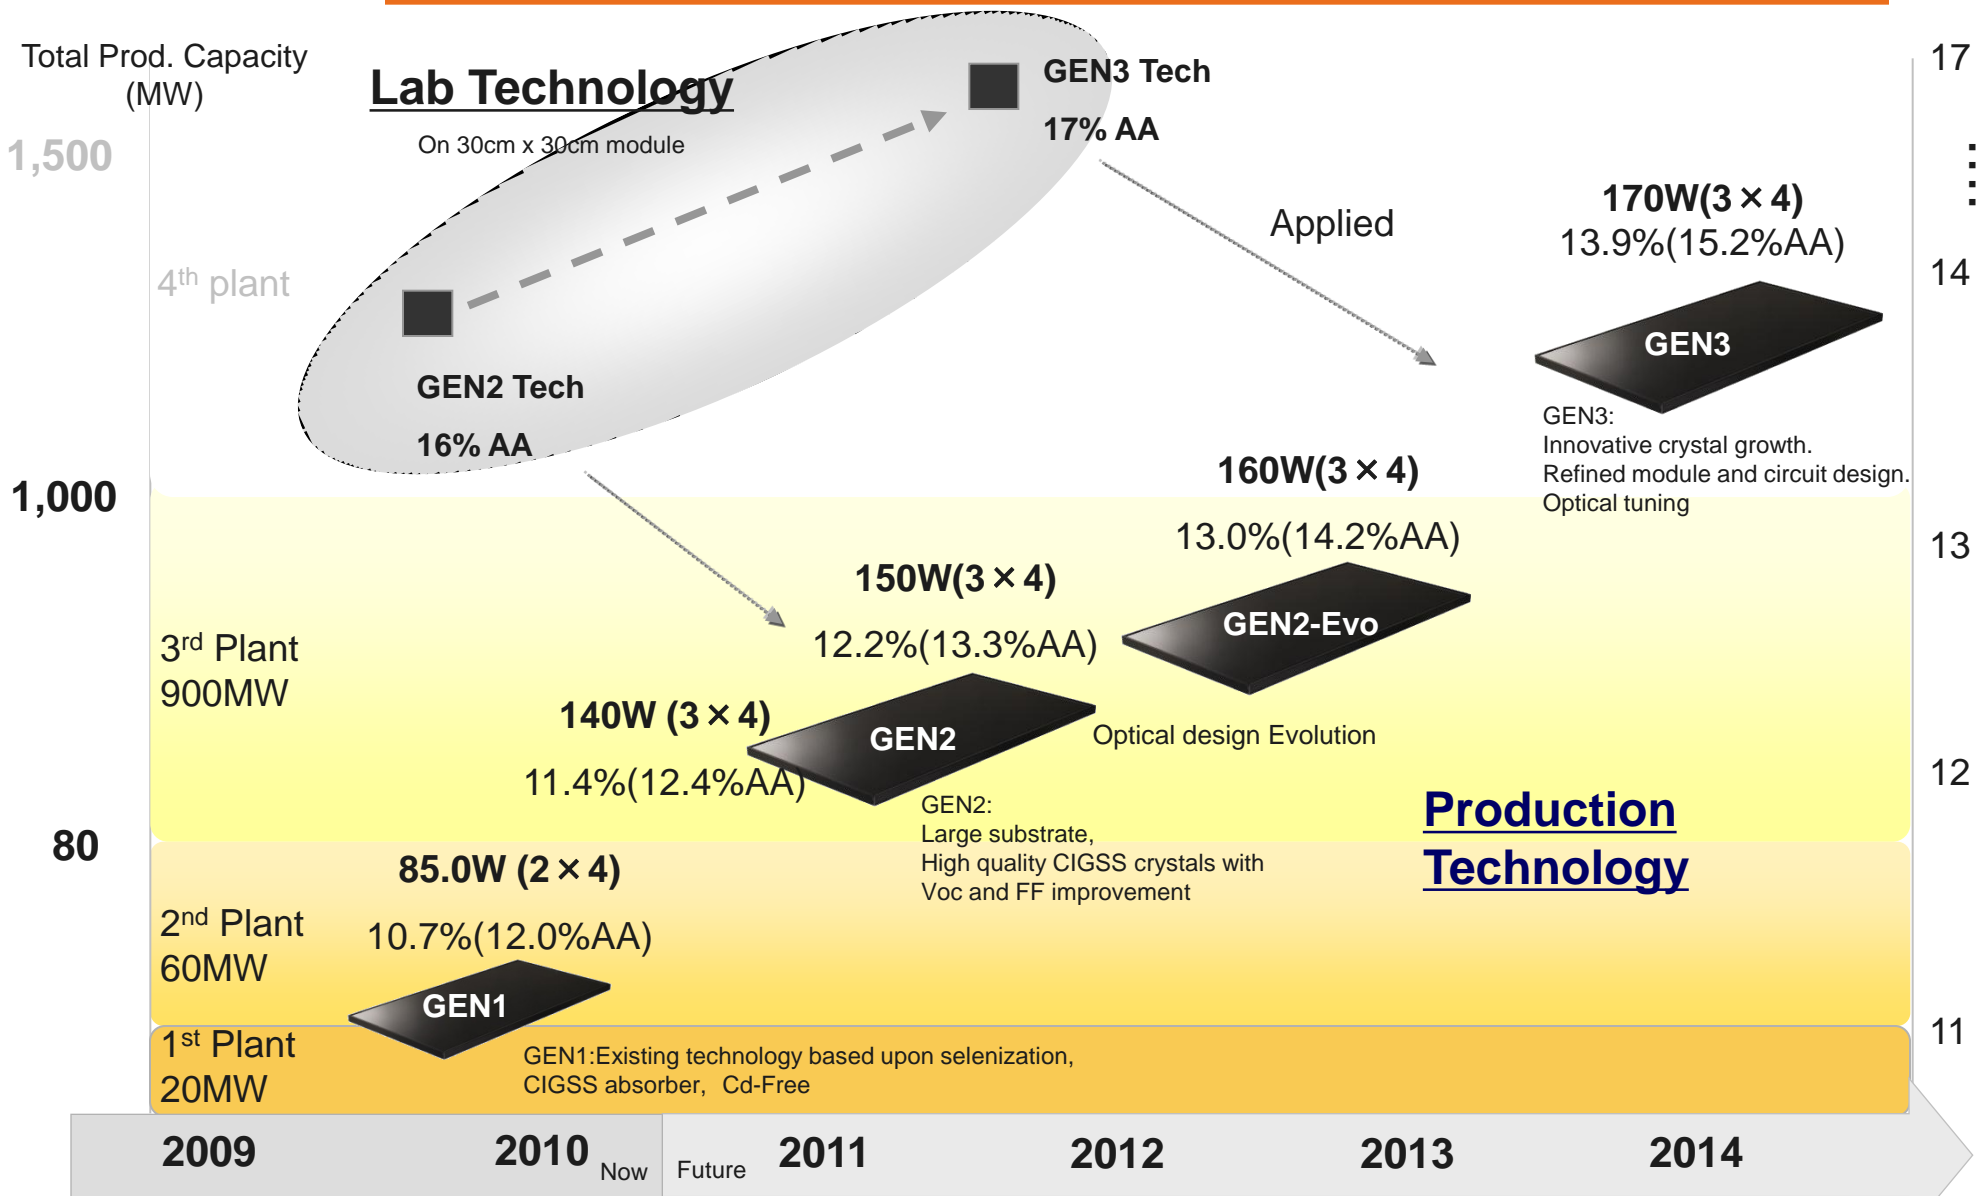 Total Prod. Capacity
(MW)
1,500
1,000
80
Lab Technology
On 30cm x 30cm module
GEN3 Tech
17% AA
GEN2 Tech
16% AA
Applied
170W(3×4)
13.9%(15.2%AA)
GEN3
GEN3:
Innovative crystal growth.
Refined module and circuit design.
Optical tuning
4th plant
160W(3×4)
13.0%(14.2%AA)
GEN2-Evo
Optical design Evolution
150W(3×4)
12.2%(13.3%AA)
140W (3×4)
11.4%(12.4%AA)
GEN2
GEN2:
Large substrate,
High quality CIGSS crystals with
Voc and FF improvement
3rd Plant
900MW
Production
Technology
85.0W (2×4)
10.7%(12.0%AA)
GEN1
2nd Plant
60MW
1st Plant
20MW
GEN1:Existing technology based upon selenization,
CIGSS absorber, Cd-Free
17
14
13
12
11
2009
2010
Now
Future
2011
2012
2013
2014